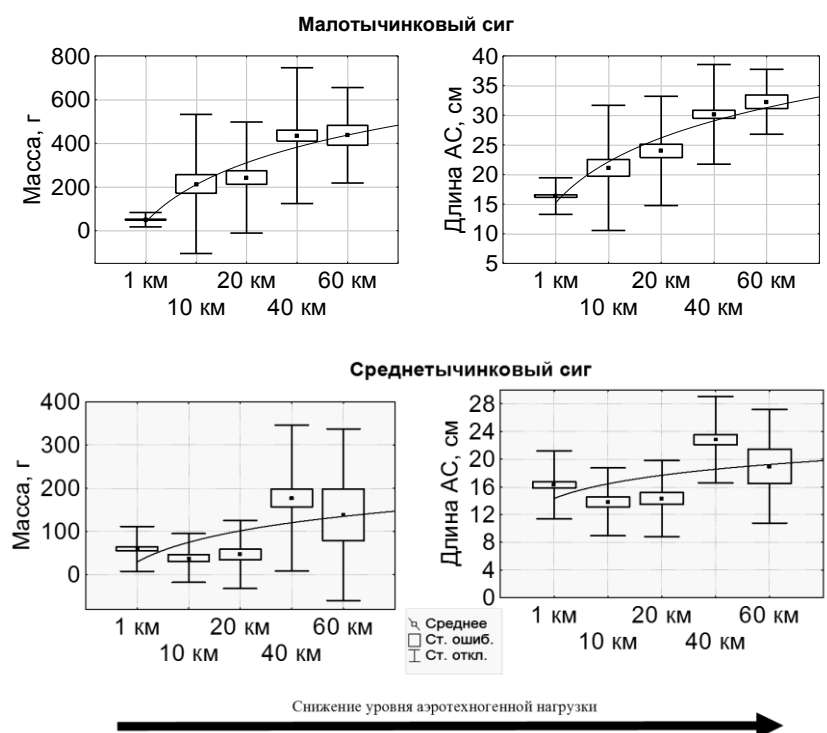 Малотычинковый сиг
Масса, г
800
600
400
200
0
1 км
20 км
60 км
10 км
40 км
Длина АС, см
40
35
30
25
20
15
10
5
1 км
20 км
60 км
10 км
40 км
Среднетычинковый сиг
Масса, г
400
300
200
100
0
1 км
20 км
60 км
10 км
40 км
Длина АС, см
28
24
20
16
12
8
4
0
1 км
20 км
60 км
10 км
40 км
Среднее
Ст. ошиб.
Ст. откл.
Снижение уровня аэротехногенной нагрузки